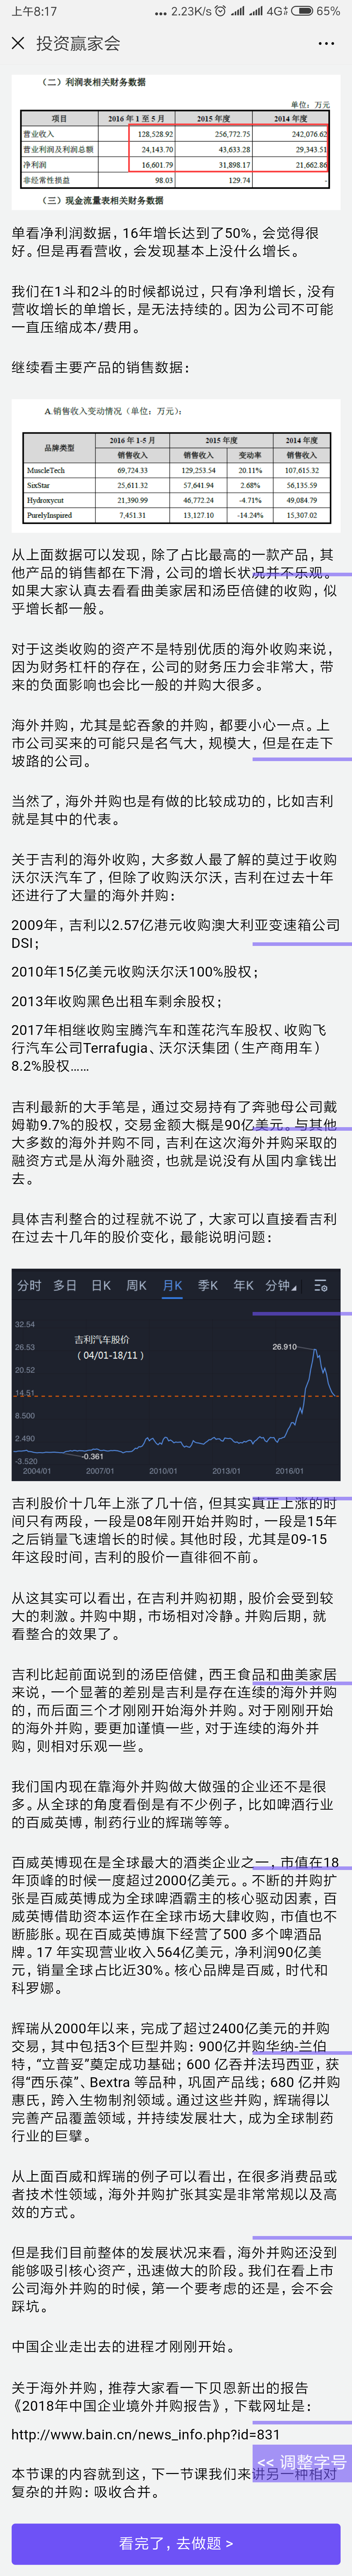 上午8:17
... 2.23K/s 4G 65%
投资赢家会
...
（二）利润表相关财务数据
单位：万元
项目 2016 年 1 至 5 月 2015 年度 2014 年度
营业收入 128,528.92 256,772.75 242,076.62
营业利润及利润总额 24,143.70 43,633.28 29,343.51
净利润 16,601.79 31,898.17 21,662.86
非经常性损益 98.03 129.74 -
（三）现金流量表相关财务数据
单看净利润数据，16年增长达到了50%，会觉得很
好。但是再看营收，会发现基本上没什么增长。
我们在1斗和2斗的时候都说过，只有净利增长，没有
营收增长的单增长，是无法持续的。因为公司不可能
一直压缩成本/费用。
继续看主要产品的销售数据：
A.销售收入变动情况（单位：万元）：
品牌类型 2016 年 1-5 月 2015 年度 2014 年度
销售收入 销售收入 变动率 销售收入
MuscleTech 69,724.33 129,253.54 20.11% 107,615.32
SixStar 25,611.32 57,641.94 2.68% 56,135.59
Hydroxycut 21,390.99 46,772.24 -4.71% 49,084.79
PurelyInspired 7,451.31 13,127.10 -14.24% 15,307.02
从上面数据可以发现，除了占比最高的一款产品，其
他产品的销售都在下滑，公司的增长状况并不乐观。
如果大家认真去看看曲美家居和汤臣倍健的收购，似
乎增长都一般。
对于这类收购的资产不是特别优质的海外收购来说，
因为财务杠杆的存在，公司的财务压力会非常大，带
来的负面影响也会比一般的并购大很多。
海外并购，尤其是蛇吞象的并购，都要小心一点。上
市公司买来的可能只是名气大，规模大，但是在走下
坡路的公司。
当然了，海外并购也是有做的比较成功的，比如吉利
就是其中的代表。
关于吉利的海外收购，大多数人最了解的莫过于收购
沃尔沃汽车了，但除了收购沃尔沃，吉利在过去十年
还进行了大量的海外并购：
2009年，吉利以2.57亿港元收购澳大利亚变速箱公司
DSI；
2010年15亿美元收购沃尔沃100%股权；
2013年收购黑色出租车剩余股权；
2017年相继收购宝腾汽车和莲花汽车股权、收购飞
行汽车公司Terrafugia、沃尔沃集团（生产商用车）
8.2%股权……
吉利最新的大手笔是，通过交易持有了奔驰母公司戴
姆勒9.7%的股权，交易金额大概是90亿美元。与其他
大多数的海外并购不同，吉利在这次海外并购采取的
融资方式是从海外融资，也就是说没有从国内拿钱出
去。
具体吉利整合的过程就不说了，大家可以直接看吉利
在过去十几年的股价变化，最能说明问题：
分时 多日 日K 周K 月K 季K 年K 分钟
32.54
吉利汽车股价
（04/01-18/11）
26.910
26.53
20.52
14.51
8.500
2.490
-0.361
-3.520
2004/01 2007/01 2010/01 2013/01 2016/01
吉利股价十几年上涨了几十倍，但其实真正上涨的时
间只有两段，一段是08年刚开始并购时，一段是15年
之后销量飞速增长的时候。其他时段，尤其是09-15
年这段时间，吉利的股价一直徘徊不前。
从这其实可以看出，在吉利并购初期，股价会受到较
大的刺激。并购中期，市场相对冷静。并购后期，就
看整合的效果了。
吉利比起前面说到的汤臣倍健，西王食品和曲美家居
来说，一个显著的差别是吉利是存在连续的海外并购
的，而后面三个才刚刚开始海外并购。对于刚刚开始
的海外并购，要更加谨慎一些，对于连续的海外并
购，则相对乐观一些。
我们国内现在靠海外并购做大做强的企业还不是很
多。从全球的角度看倒是有不少例子，比如啤酒行业
的百威英博，制药行业的辉瑞等等。
百威英博现在是全球最大的酒类企业之一，市值在18
年顶峰的时候一度超过2000亿美元。。不断的并购扩
张是百威英博成为全球啤酒霸主的核心驱动因素，百
威英博借助资本运作在全球市场大肆收购，市值也不
断膨胀。现在百威英博旗下经营了500 多个啤酒品
牌。17 年实现营业收入564亿美元，净利润90亿美
元，销量全球占比近30%。核心品牌是百威，时代和
科罗娜。
辉瑞从2000年以来，完成了超过2400亿美元的并购
交易，其中包括3个巨型并购：900亿并购华纳-兰伯
特，“立普妥”奠定成功基础；600 亿吞并法玛西亚，获
得“西乐葆”、Bextra 等品种，巩固产品线；680 亿并购
惠氏，跨入生物制剂领域。通过这些并购，辉瑞得以
完善产品覆盖领域，并持续发展壮大，成为全球制药
行业的巨擘。
从上面百威和辉瑞的例子可以看出，在很多消费品或
者技术性领域，海外并购扩张其实是非常常规以及高
效的方式。
但是我们目前整体的发展状况来看，海外并购还没到
能够吸引核心资产，迅速做大的阶段。我们在看上市
公司海外并购的时候，第一个要考虑的还是，会不会
踩坑。
中国企业走出去的进程才刚刚开始。
关于海外并购，推荐大家看一下贝恩新出的报告
《2018年中国企业境外并购报告》，下载网址是：
http://www.bain.cn/news_info.php?id=831
<< 调整字号
本节课的内容就到这，下一节课我们来讲另一种相对
复杂的并购：吸收合并。
看完了，去做题 >